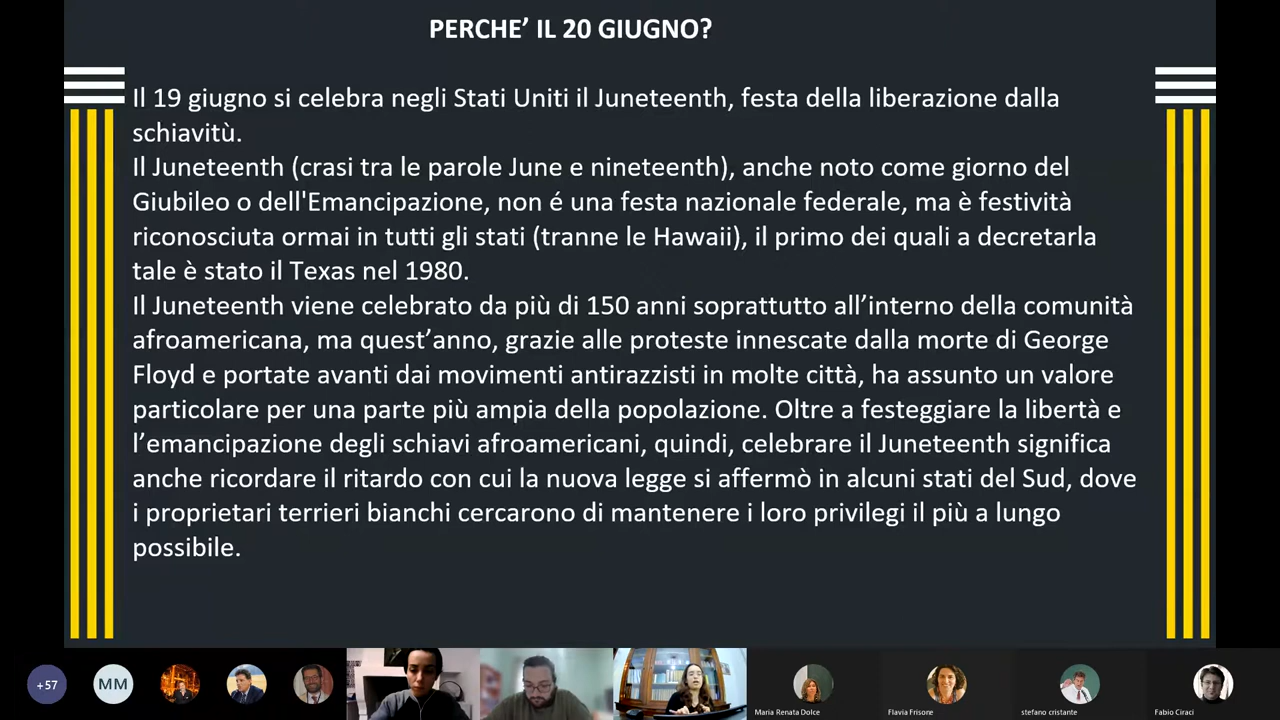 PERCHE’ IL 20 GIUGNO?
Il 19 giugno si celebra negli Stati Uniti il Juneteenth, festa della liberazione dalla
schiavitù.
Il Juneteenth (crasi tra le parole June e nineteenth), anche noto come giorno del
Giubileo o dell'Emancipazione, non é una festa nazionale federale, ma è festività
riconosciuta ormai in tutti gli stati (tranne le Hawaii), il primo dei quali a decretarla
tale è stato il Texas nel 1980.
Il Juneteenth viene celebrato da più di 150 anni soprattutto all’interno della comunità
afroamericana, ma quest’anno, grazie alle proteste innescate dalla morte di George
Floyd e portate avanti dai movimenti antirazzisti in molte città, ha assunto un valore
particolare per una parte più ampia della popolazione. Oltre a festeggiare la libertà e
l’emancipazione degli schiavi afroamericani, quindi, celebrare il Juneteenth significa
anche ricordare il ritardo con cui la nuova legge si affermò in alcuni stati del Sud, dove
i proprietari terrieri bianchi cercarono di mantenere i loro privilegi il più a lungo
possibile.
+57
MM
Maria Renata Dolce
Flavia Frisone
stefano cristante
Fabio Ciraci